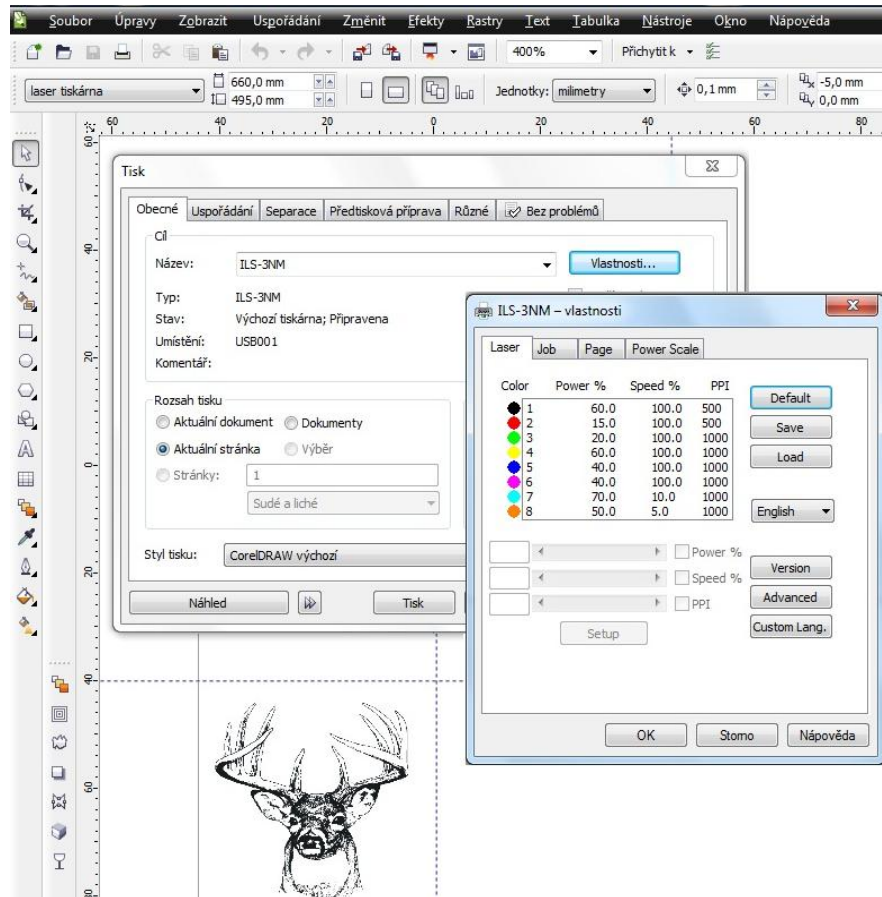 Soubor Úpravy Zobrazit Uspořádání Změnit Efekty Rastry Text Tabulka Nástroje Okno Nápověda
400% Přichytit k
laser tiskárna 660,0 mm 495,0 mm Jednotky: milimetry 0,1 mm -5,0 mm 0,0 mm
60 40 20 0 20 40 60 80
60
40
20
0
20
40
60
80
Tisk
Obecné Uspořádání Separace Předtisková příprava Různé Bez problémů
Cíl
Název: ILS-3NM Vlastnosti...
Typ: ILS-3NM
Stav: Výchozí tiskárna; Připravena
Umístění: USB001
Komentář:
Rozsah tisku
Aktuální dokument Dokumenty
Aktuální stránka Výběr
Stránky: 1
Sudé a liché
Styl tisku: CorelDRAW výchozí
Náhled Tisk
ILS-3NM – vlastnosti
Laser Job Page Power Scale
Color Power % Speed % PPI
1 60.0 100.0 500
2 15.0 100.0 500
3 20.0 100.0 1000
4 60.0 100.0 1000
5 40.0 100.0 1000
6 40.0 100.0 1000
7 70.0 10.0 1000
8 50.0 5.0 1000
Default
Save
Load
English
Power %
Speed %
PPI
Setup
Version
Advanced
Custom Lang.
OK Storno Nápověda